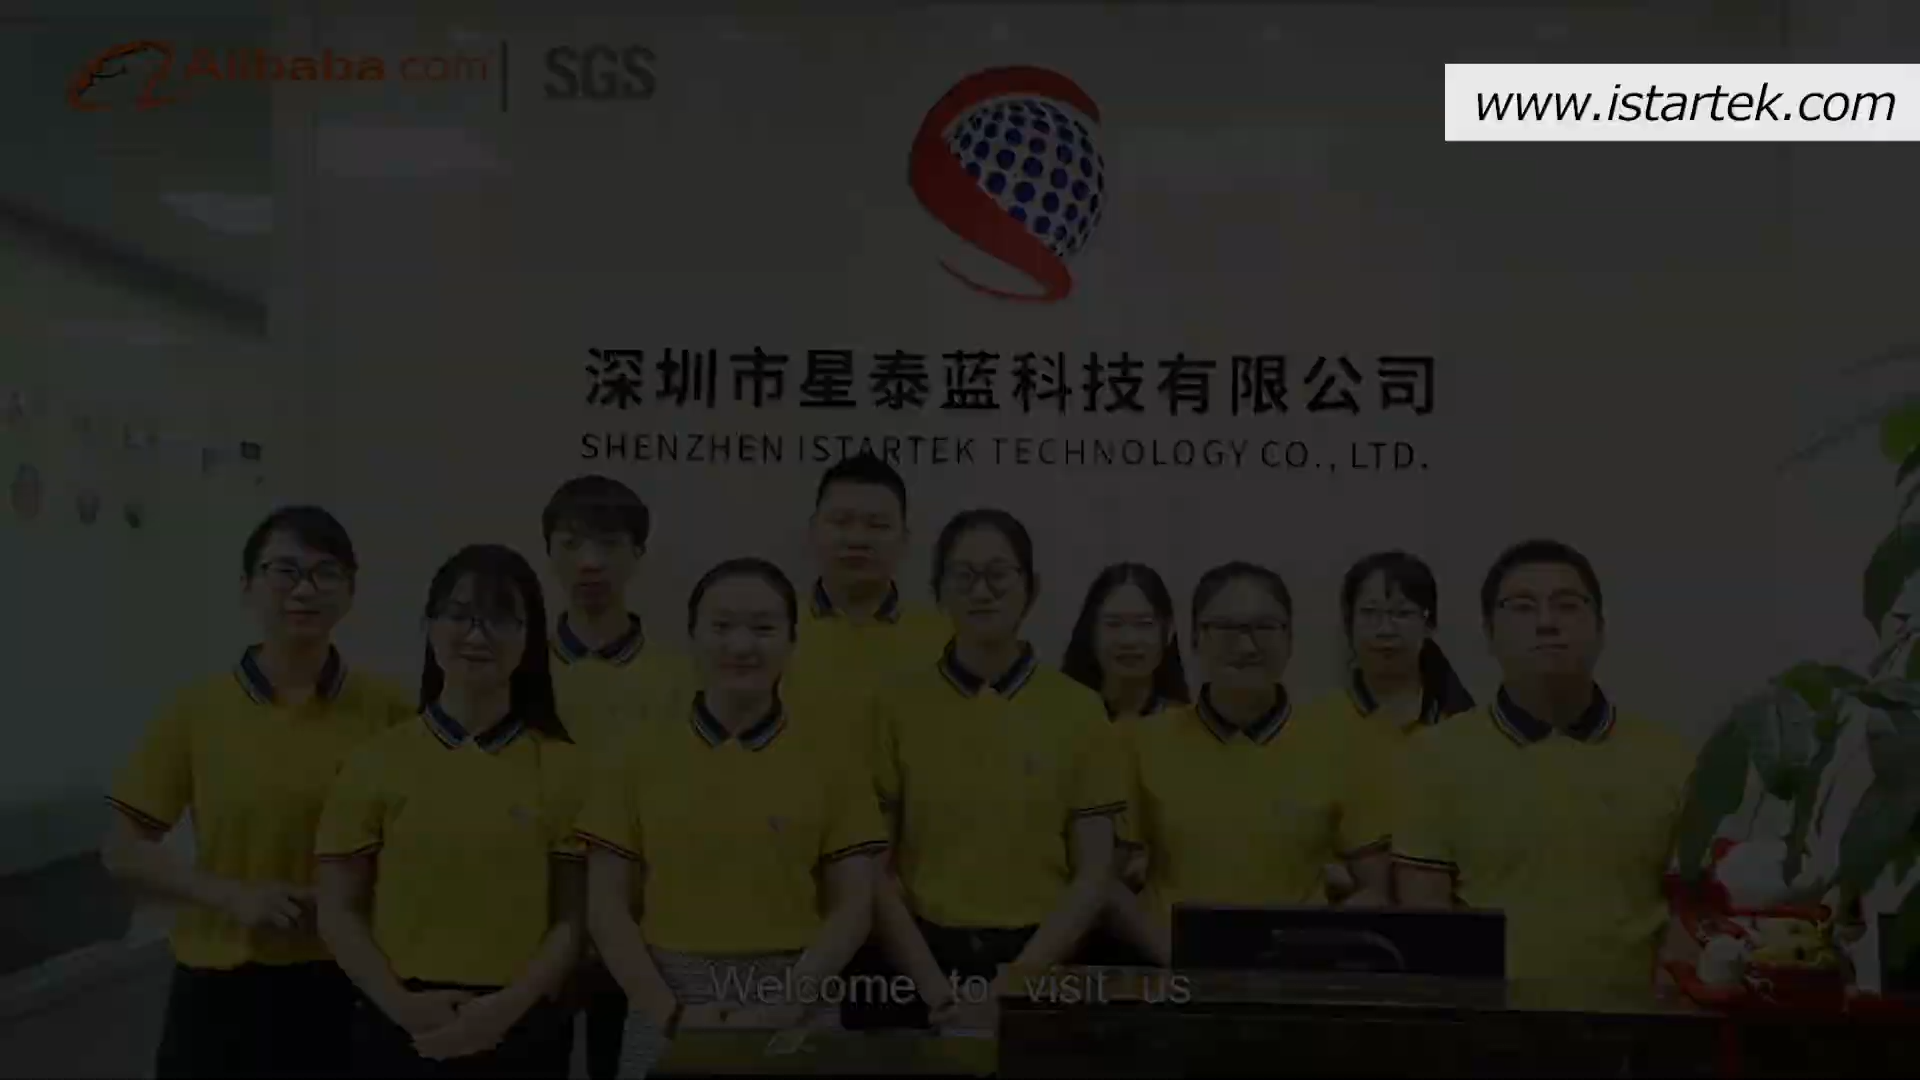 Alibaba.com | SGS
www.istartek.com
深圳市星泰蓝科技有限公司
SHENZHEN ISTARTEK TECHNOLOGY CO., LTD.
Welcome to visit us